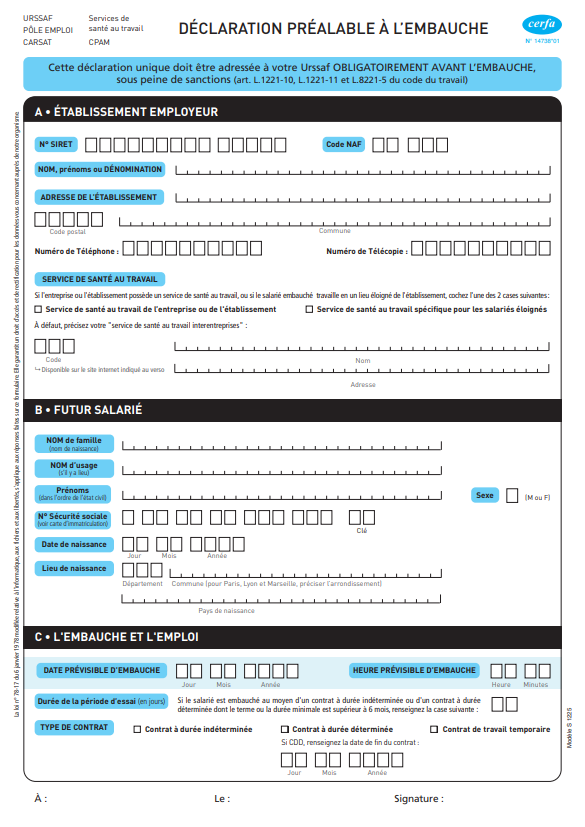 URSSAF
PÔLE EMPLOI
CARSAT
Services de
santé au travail
CPAM
DÉCLARATION PRÉALABLE À L'EMBAUCHE
cerfa
N° 14738*01
Cette déclaration unique doit être adressée à votre Urssaf OBLIGATOIREMENT AVANT L'EMBAUCHE,
sous peine de sanctions (art. L.1221-10, L.1221-11 et L.8221-5 du code du travail)
A • ÉTABLISSEMENT EMPLOYEUR
N° SIRET
Code NAF
NOM, prénoms ou DÉNOMINATION
ADRESSE DE L'ÉTABLISSEMENT
Code postal
Commune
Numéro de Téléphone :
Numéro de Télécopie :
SERVICE DE SANTÉ AU TRAVAIL
Si l'entreprise ou l'établissement possède un service de santé au travail, ou si le salarié embauché travaille en un lieu éloigné de l'établissement, cochez l'une des 2 cases suivantes :
Service de santé au travail de l'entreprise ou de l'établissement
Service de santé au travail spécifique pour les salariés éloignés
À défaut, précisez votre "service de santé au travail interentreprises" :
Code
Nom
Disponible sur le site internet indiqué au verso
Adresse
B • FUTUR SALARIÉ
NOM de famille
(nom de naissance)
NOM d'usage
(s'il y a lieu)
Prénoms
(dans l'ordre de l'état civil)
Sexe
(M ou F)
N° Sécurité sociale
(voir carte d'immatriculation)
Clé
Date de naissance
Jour Mois Année
Lieu de naissance
Département
Commune (pour Paris, Lyon et Marseille, préciser l'arrondissement)
Pays de naissance
C • L'EMBAUCHE ET L'EMPLOI
DATE PRÉVISIBLE D'EMBAUCHE
Jour Mois Année
HEURE PRÉVISIBLE D'EMBAUCHE
Heure Minutes
Durée de la période d'essai (en jours)
Si le salarié est embauché au moyen d'un contrat à durée indéterminée ou d'un contrat à durée
déterminée dont le terme ou la durée minimale est supérieur à 6 mois, renseignez la case suivante :
TYPE DE CONTRAT
Contrat à durée indéterminée
Contrat à durée déterminée
Contrat de travail temporaire
Si CDD, renseignez la date de fin du contrat :
Jour Mois Année
À :
Le :
Signature :
La loi n° 78-17 du 6 janvier 1978 modifiée relative à l'informatique, aux fichiers et aux libertés, s'applique aux réponses faites sur ce formulaire. Elle garantit un droit d'accès et de rectification pour les données vous concernant auprès de notre organisme.
Modèle S 1225